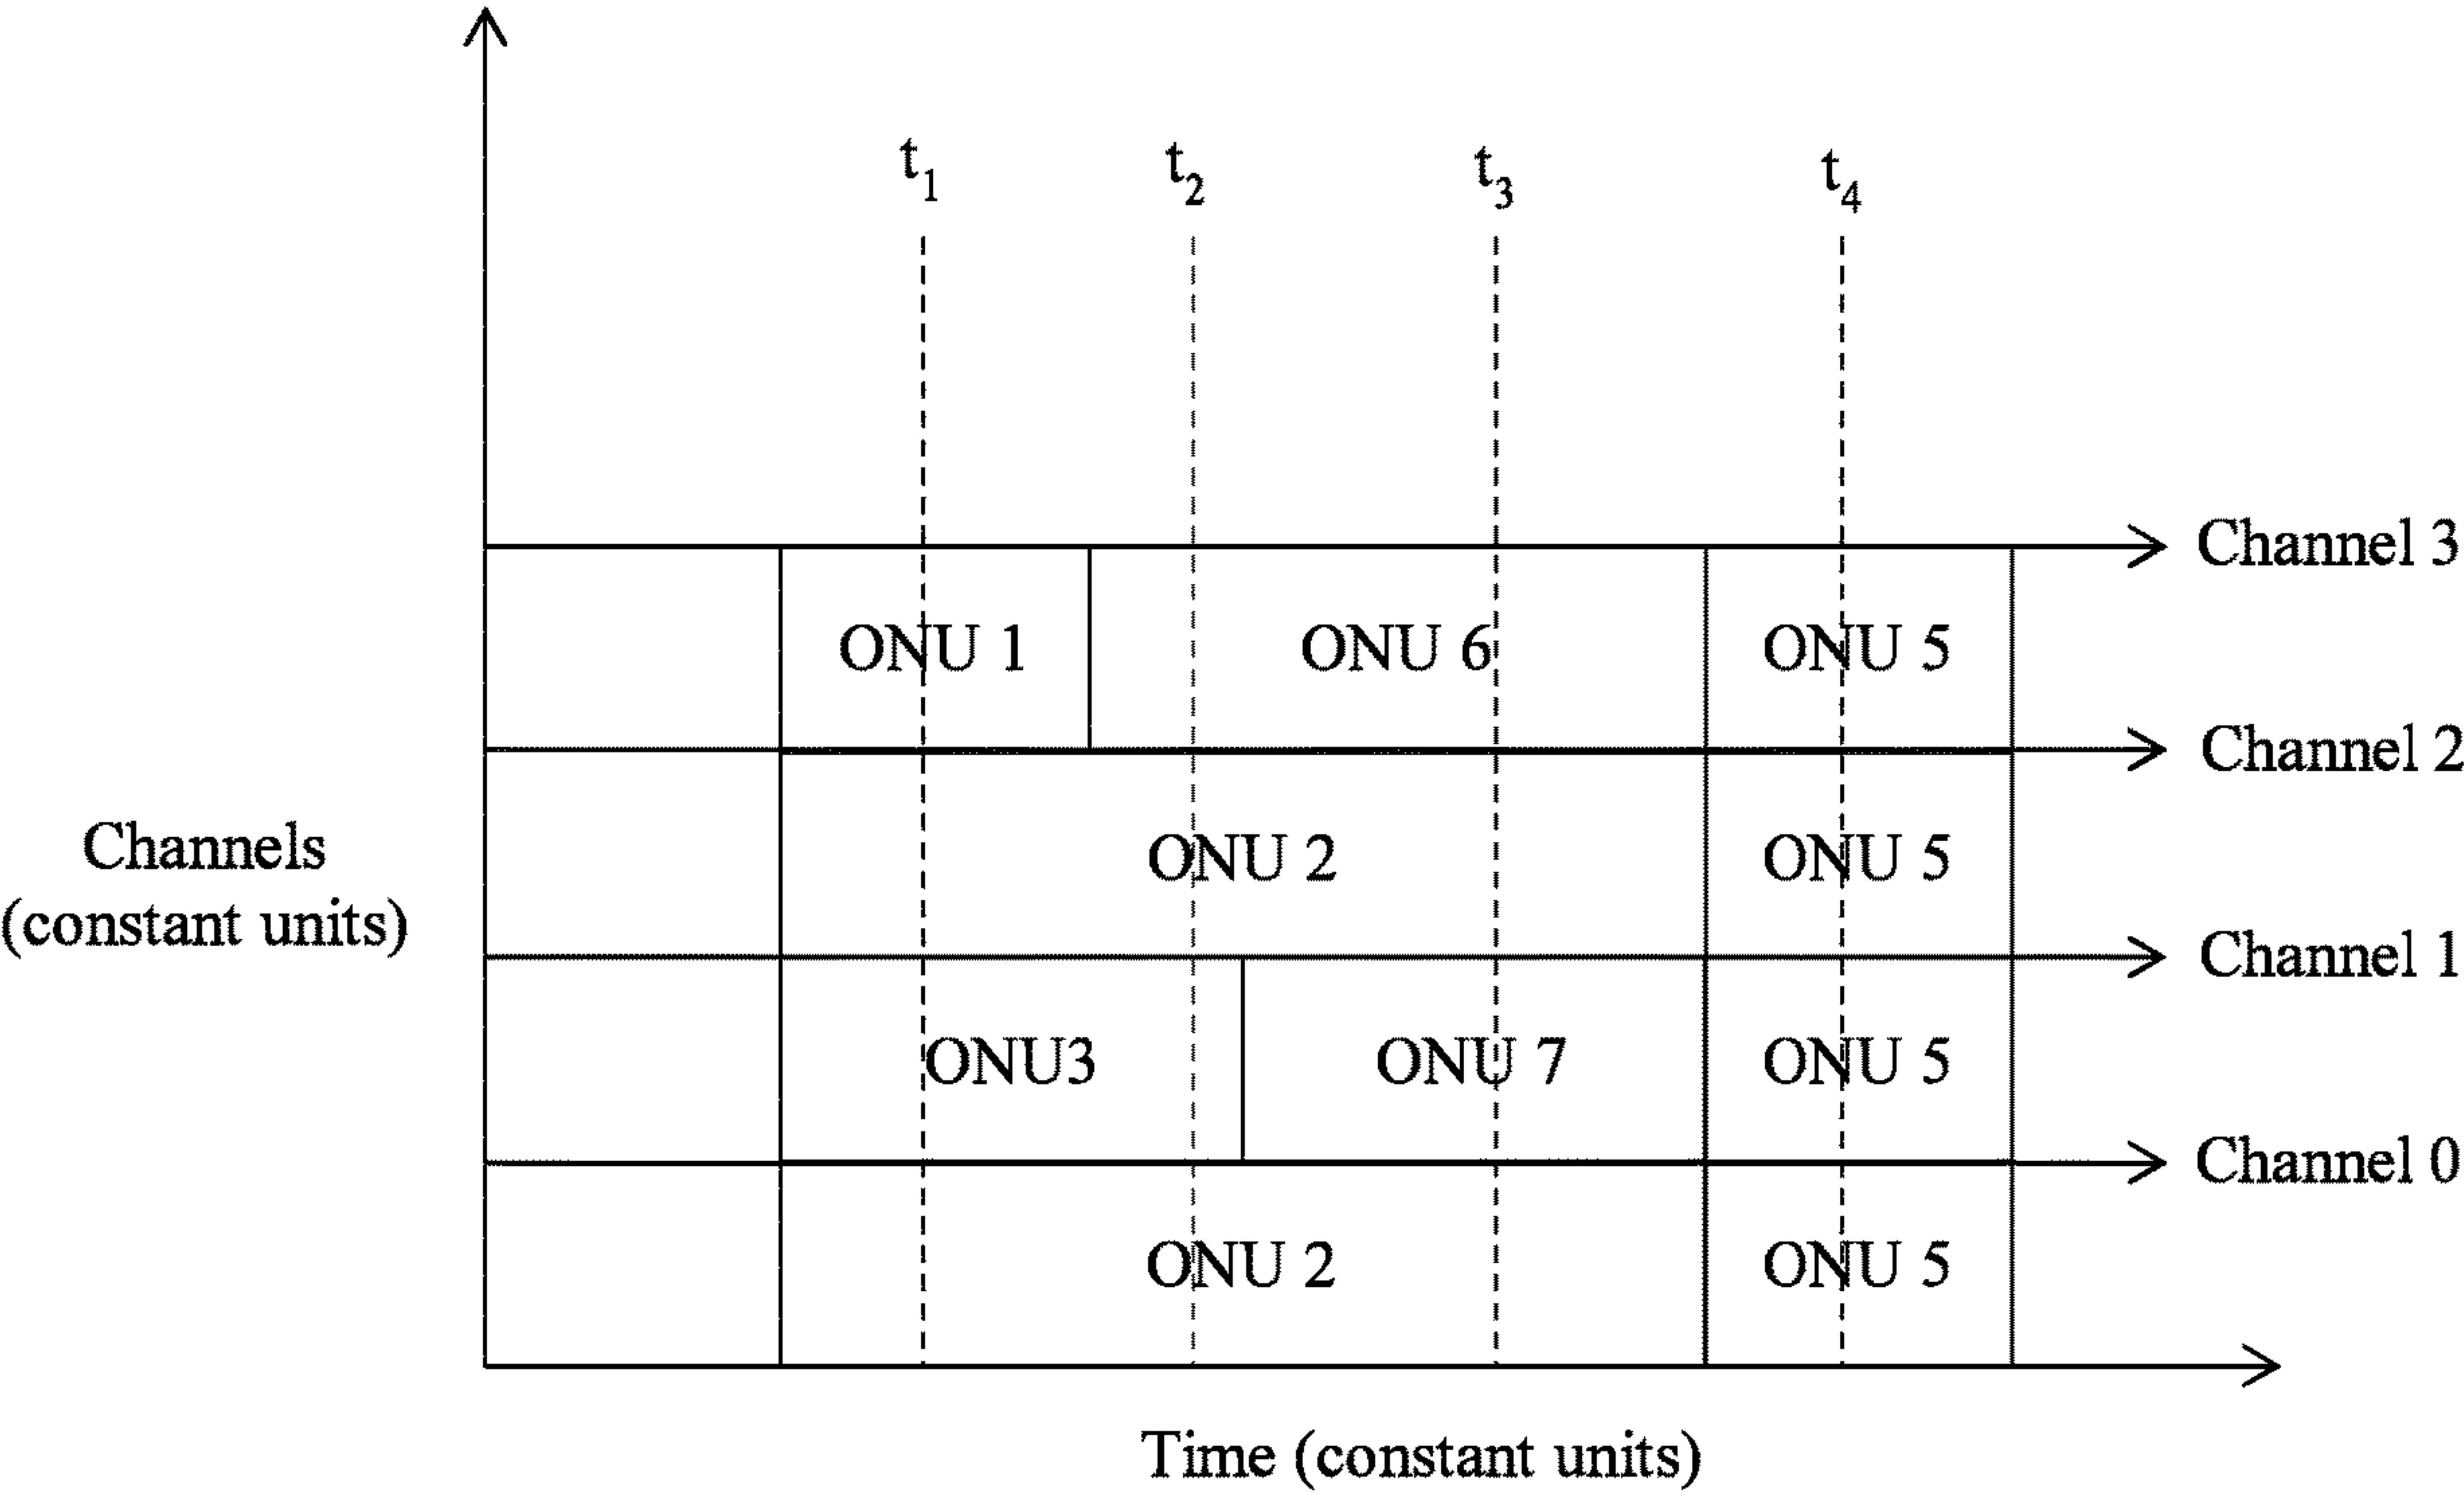 t1 t2 t3 t4
Channel 3
ONU 1 ONU 6 ONU 5
Channel 2
ONU 2 ONU 5
Channels
(constant units)
Channel 1
ONU3 ONU 7 ONU 5
Channel 0
ONU 2 ONU 5
Time (constant units)